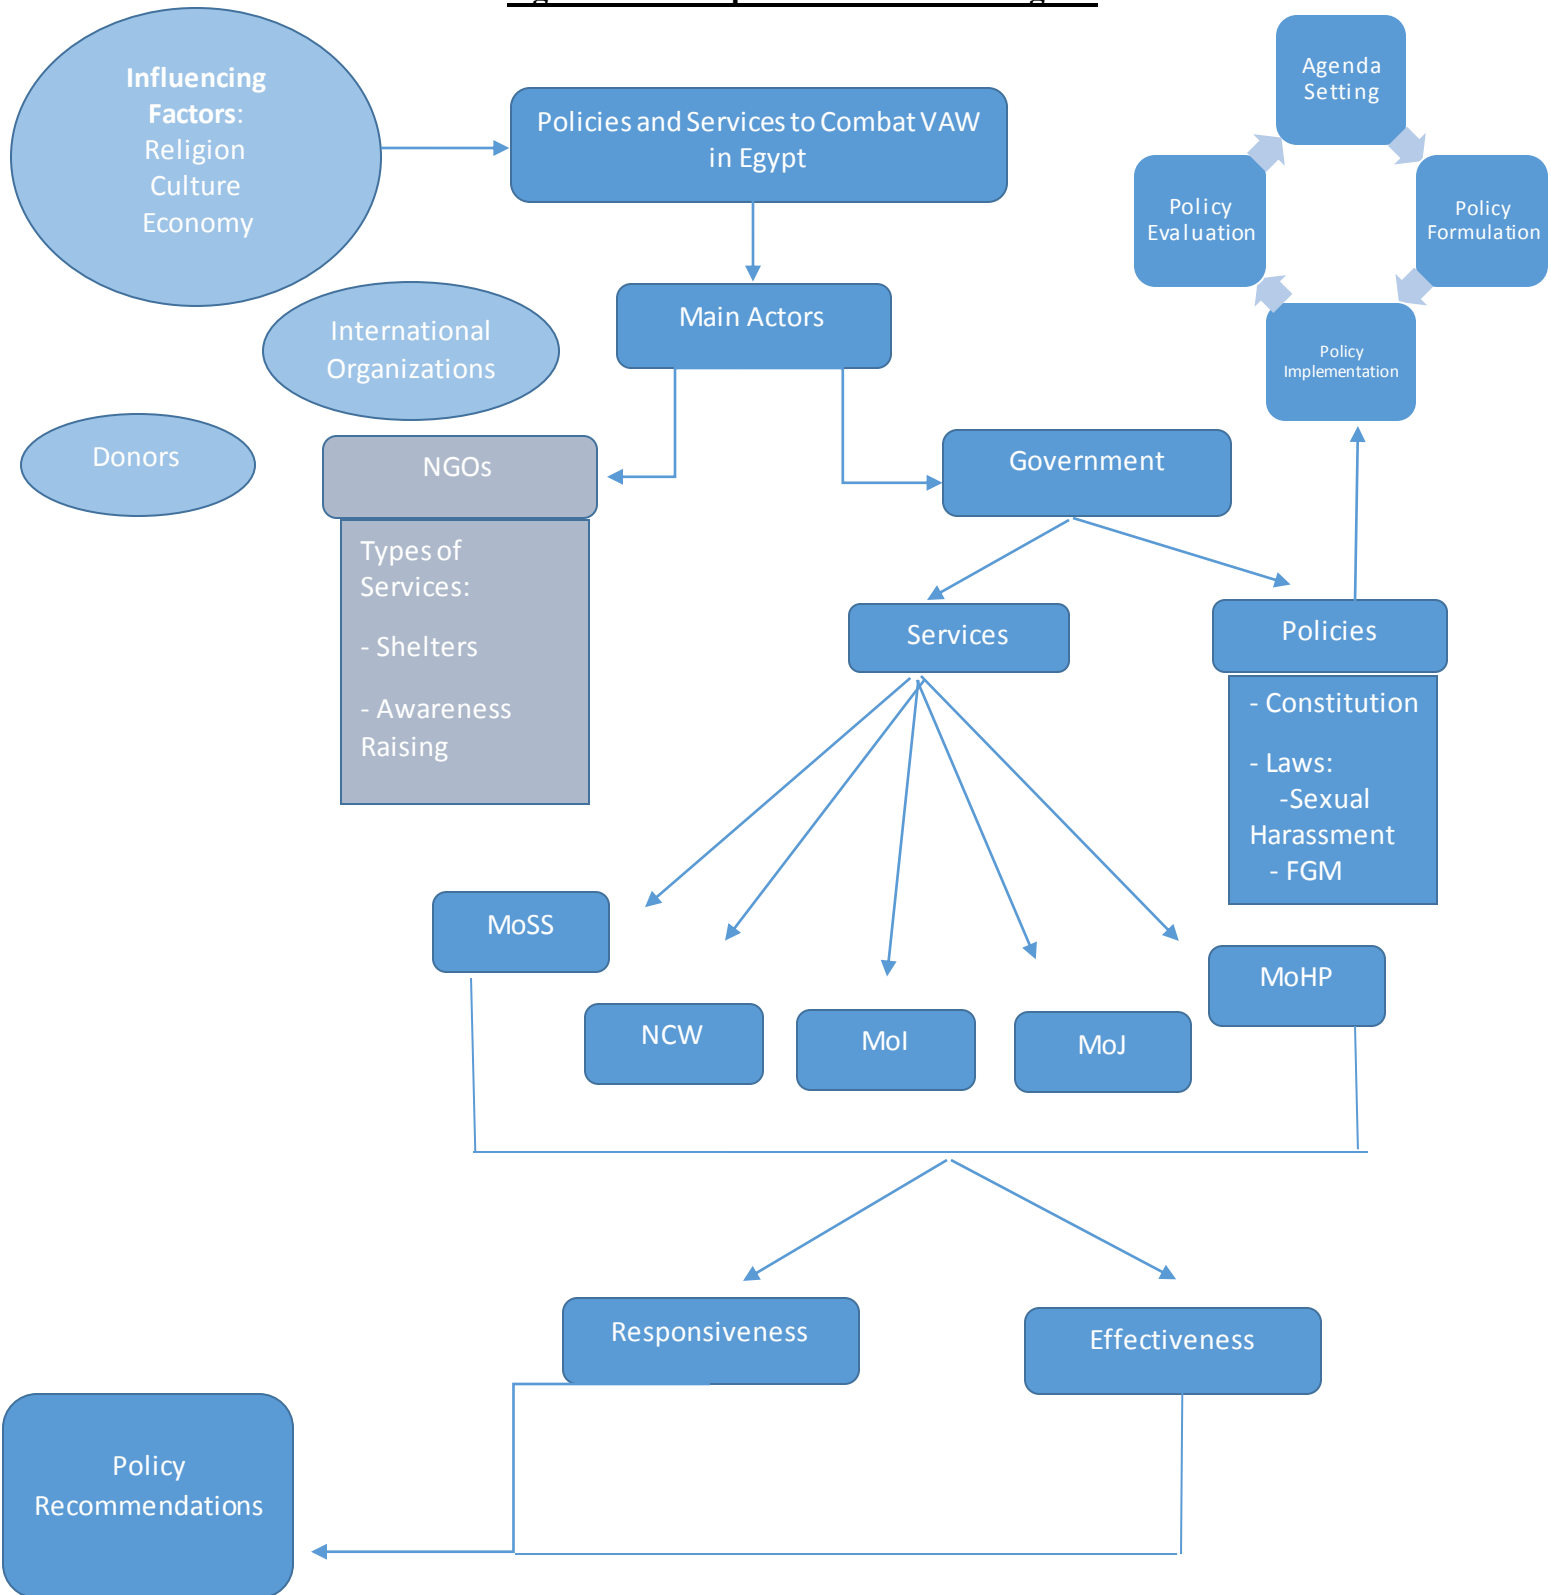 Influencing
Factors:
Religion
Culture
Economy
Policies and Services to Combat VAW
in Egypt
Agenda
Setting
Policy
Evaluation
Policy
Formulation
Policy
Implementation
International
Organizations
Main Actors
Donors
NGOs
Government
Types of
Services:
- Shelters
- Awareness
Raising
Services
Policies
- Constitution
- Laws:
-Sexual
Harassment
- FGM
MoSS
NCW
MoI
MoJ
MoHP
Responsiveness
Effectiveness
Policy
Recommendations